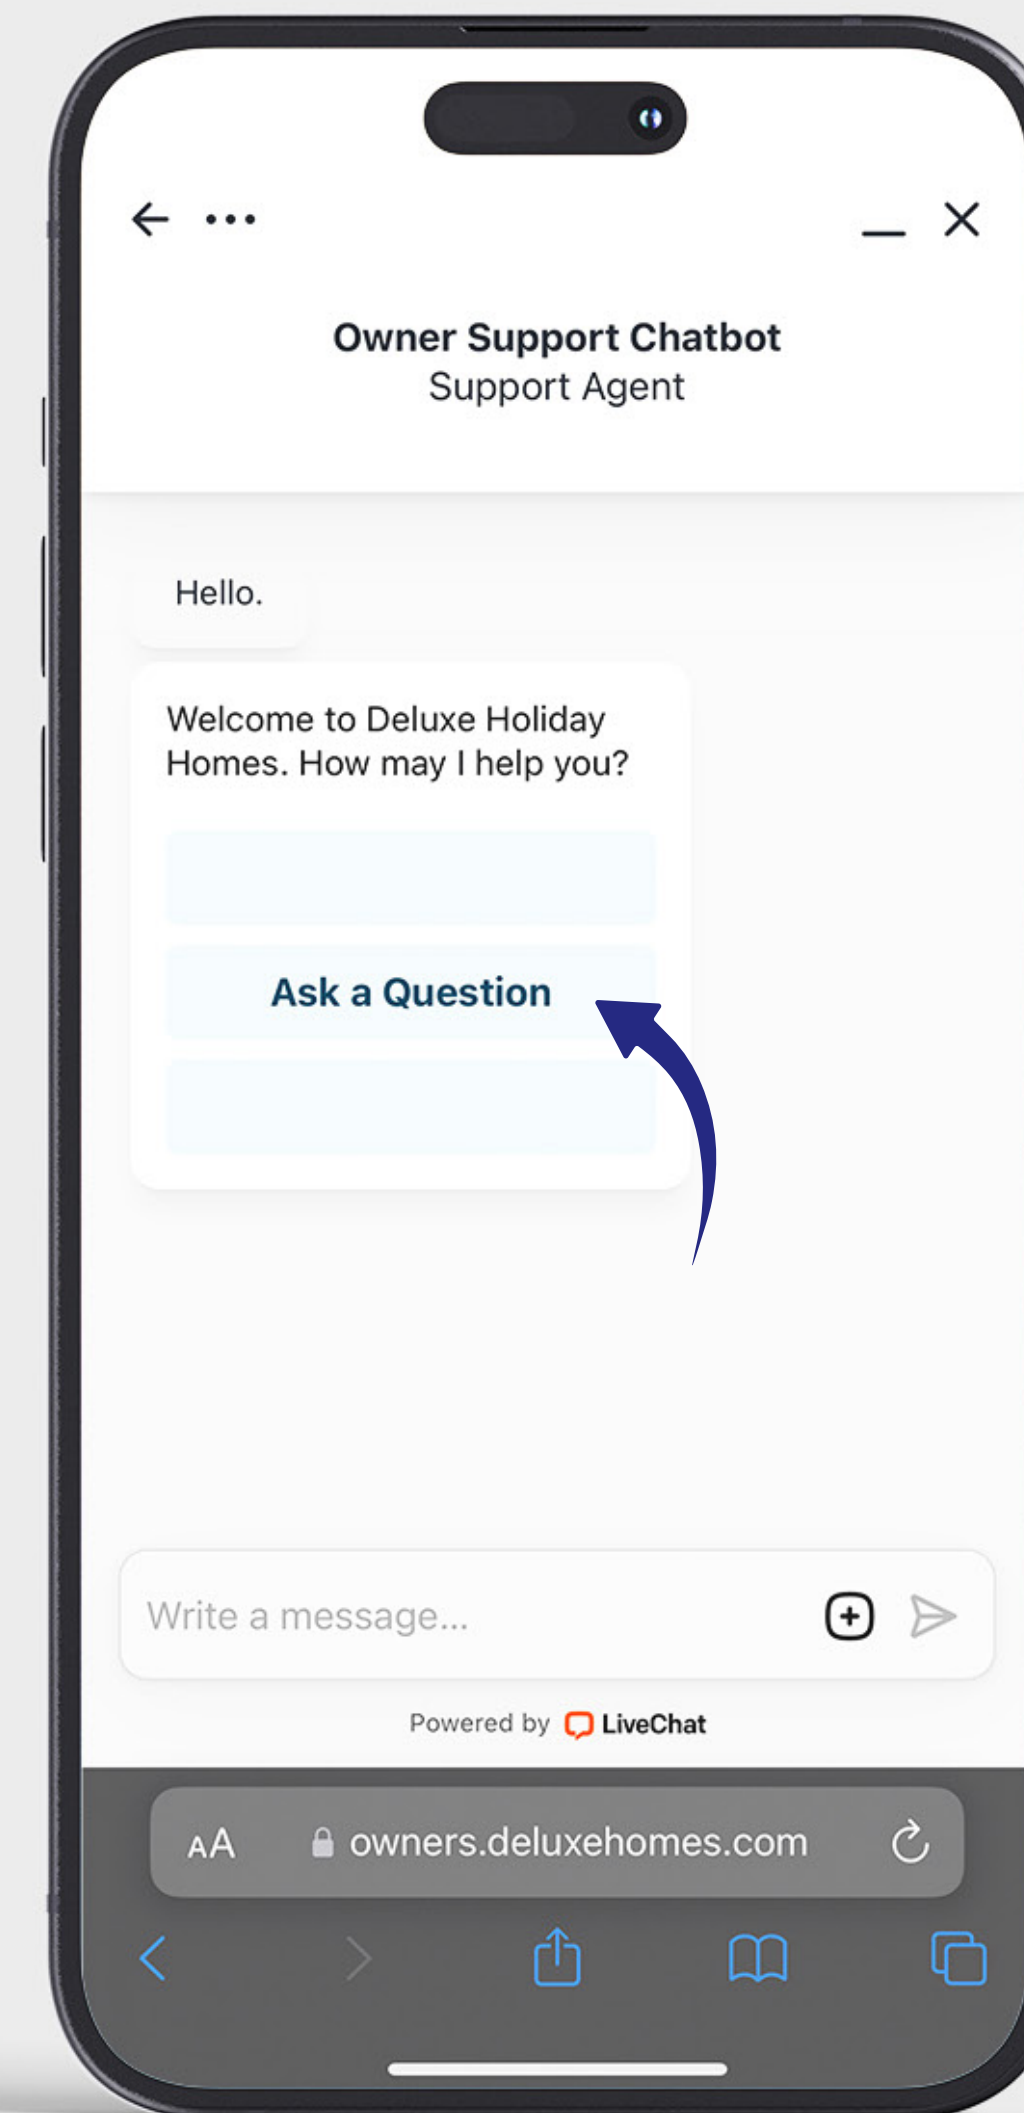 Owner Support Chatbot
Support Agent
Hello.
Welcome to Deluxe Holiday
Homes. How may I help you?
Ask a Question
Write a message...
Powered by LiveChat
AA owners.deluxehomes.com